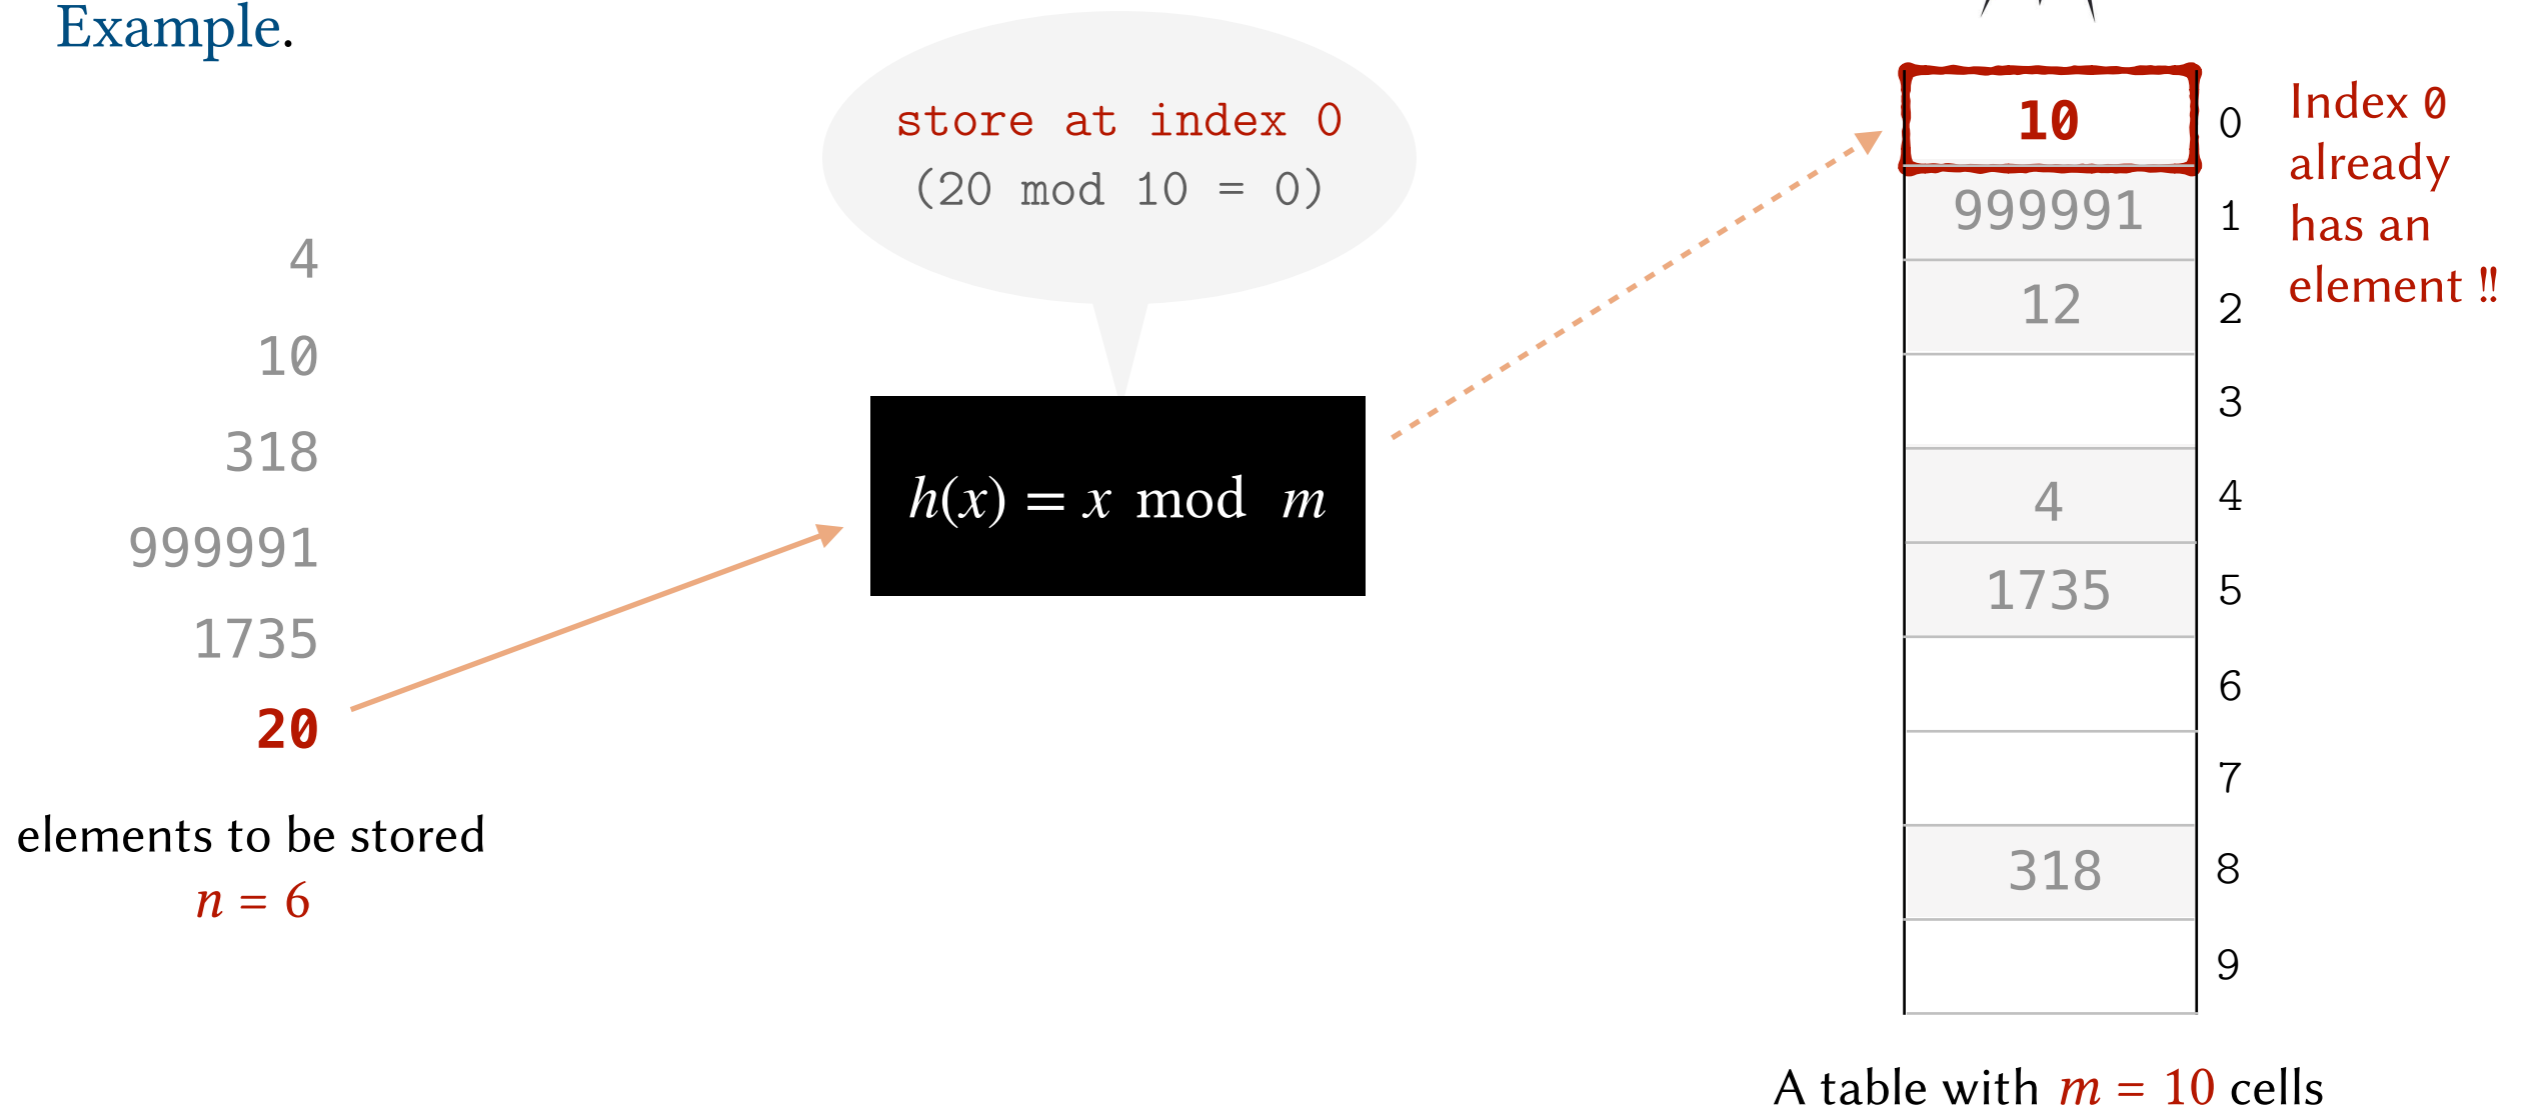 Example.
4
10
318
999991
1735
20
elements to be stored
n = 6
store at index 0
(20 mod 10 = 0)
h(x) = x mod m
10 0
999991 1
12 2
3
4 4
1735 5
6
7
318 8
9
Index 0
already
has an
element !!
A table with m = 10 cells